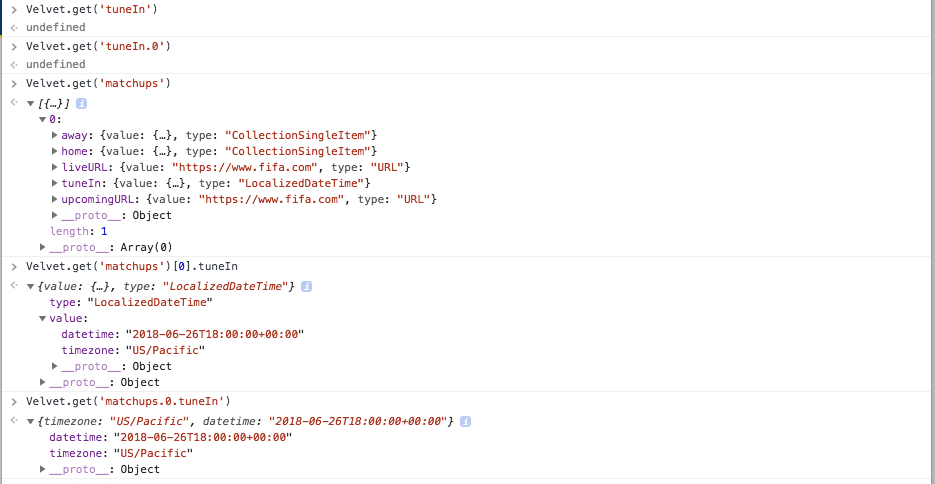 > Velvet.get('tuneIn')
< undefined
> Velvet.get('tuneIn.0')
< undefined
> Velvet.get('matchups')
< ▼ [{…}] i
▼ 0:
▶ away: {value: {…}, type: "CollectionSingleItem"}
▶ home: {value: {…}, type: "CollectionSingleItem"}
▶ liveURL: {value: "https://www.fifa.com", type: "URL"}
▶ tuneIn: {value: {…}, type: "LocalizedDateTime"}
▶ upcomingURL: {value: "https://www.fifa.com", type: "URL"}
▶ __proto__: Object
length: 1
▶ __proto__: Array(0)
> Velvet.get('matchups')[0].tuneIn
< ▼ {value: {…}, type: "LocalizedDateTime"} i
type: "LocalizedDateTime"
▼ value:
datetime: "2018-06-26T18:00:00+00:00"
timezone: "US/Pacific"
▶ __proto__: Object
▶ __proto__: Object
> Velvet.get('matchups.0.tuneIn')
< ▼ {timezone: "US/Pacific", datetime: "2018-06-26T18:00:00+00:00"} i
datetime: "2018-06-26T18:00:00+00:00"
timezone: "US/Pacific"
▶ __proto__: Object